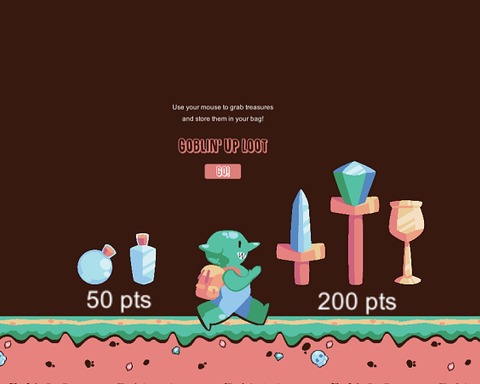 Use your mouse to grab treasures
and store them in your bag!
GOBLIN' UP LOOT
GO!
50 pts
200 pts